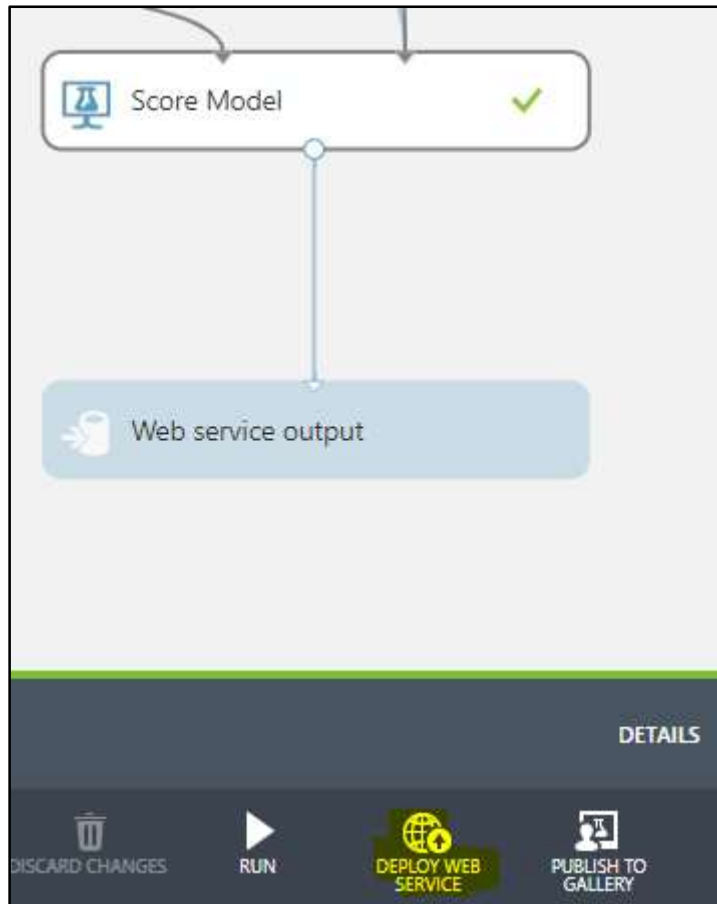 Score Model
Web service output
DETAILS
DISCARD CHANGES
RUN
DEPLOY WEB
SERVICE
PUBLISH TO
GALLERY